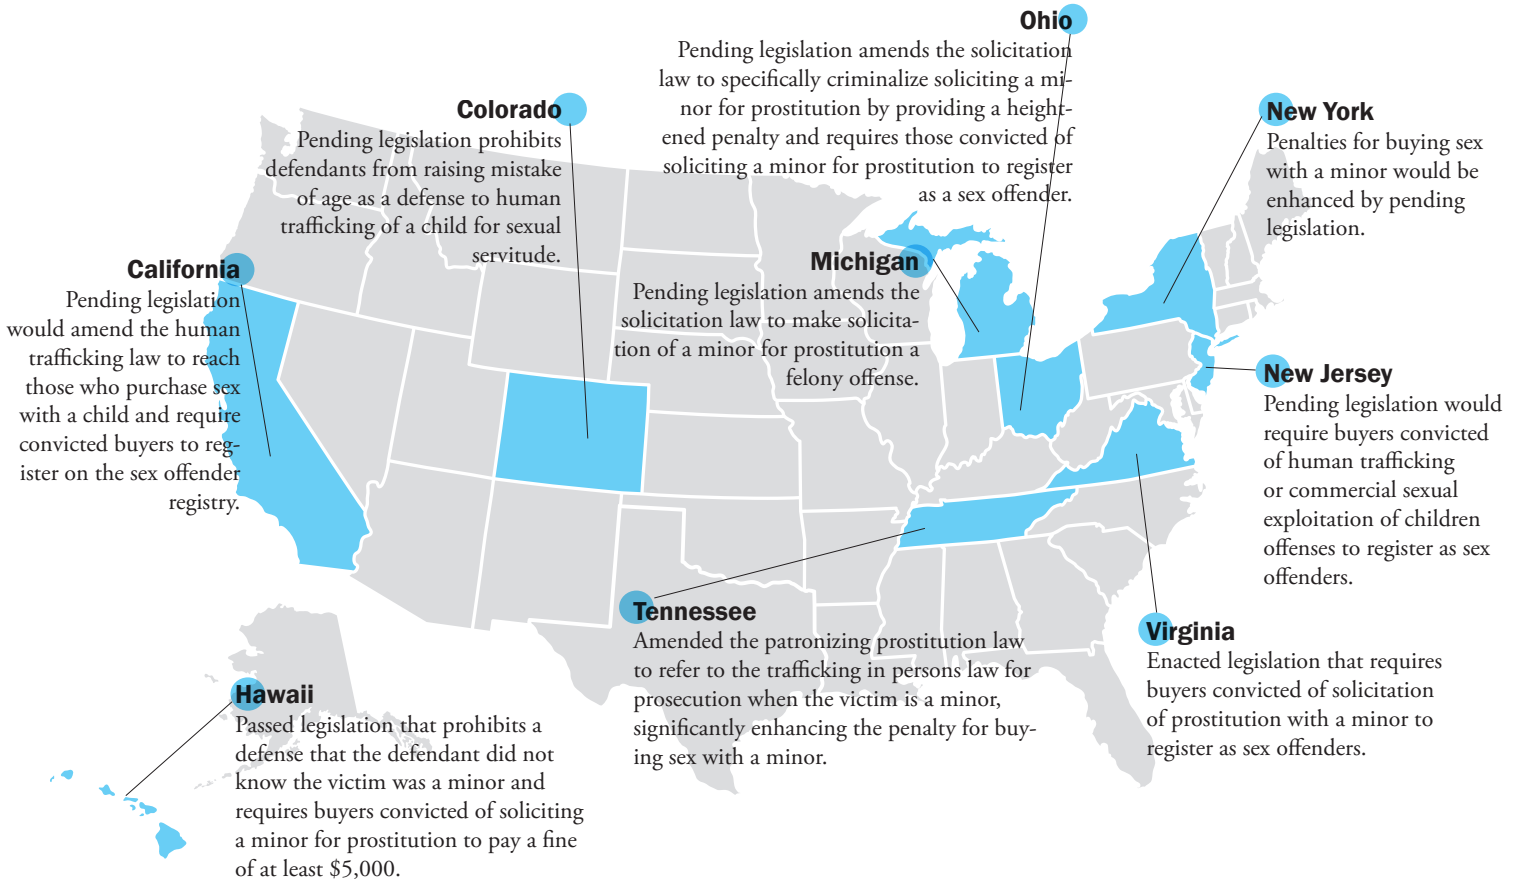 Ohio
Pending legislation amends the solicitation
law to specifically criminalize soliciting a mi-
nor for prostitution by providing a height-
ened penalty and requires those convicted of
soliciting a minor for prostitution to register
as a sex offender.
Colorado
Pending legislation prohibits
defendants from raising mistake
of age as a defense to human
trafficking of a child for sexual
servitude.
New York
Penalties for buying sex
with a minor would be
enhanced by pending
legislation.
California
Pending legislation
would amend the human
trafficking law to reach
those who purchase sex
with a child and require
convicted buyers to reg-
ister on the sex offender
registry.
Michigan
Pending legislation amends the
solicitation law to make solicita-
tion of a minor for prostitution a
felony offense.
New Jersey
Pending legislation would
require buyers convicted
of human trafficking
or commercial sexual
exploitation of children
offenses to register as sex
offenders.
Tennessee
Amended the patronizing prostitution law
to refer to the trafficking in persons law for
prosecution when the victim is a minor,
significantly enhancing the penalty for buy-
ing sex with a minor.
Virginia
Enacted legislation that requires
buyers convicted of solicitation
of prostitution with a minor to
register as sex offenders.
Hawaii
Passed legislation that prohibits a
defense that the defendant did not
know the victim was a minor and
requires buyers convicted of soliciting
a minor for prostitution to pay a fine
of at least $5,000.